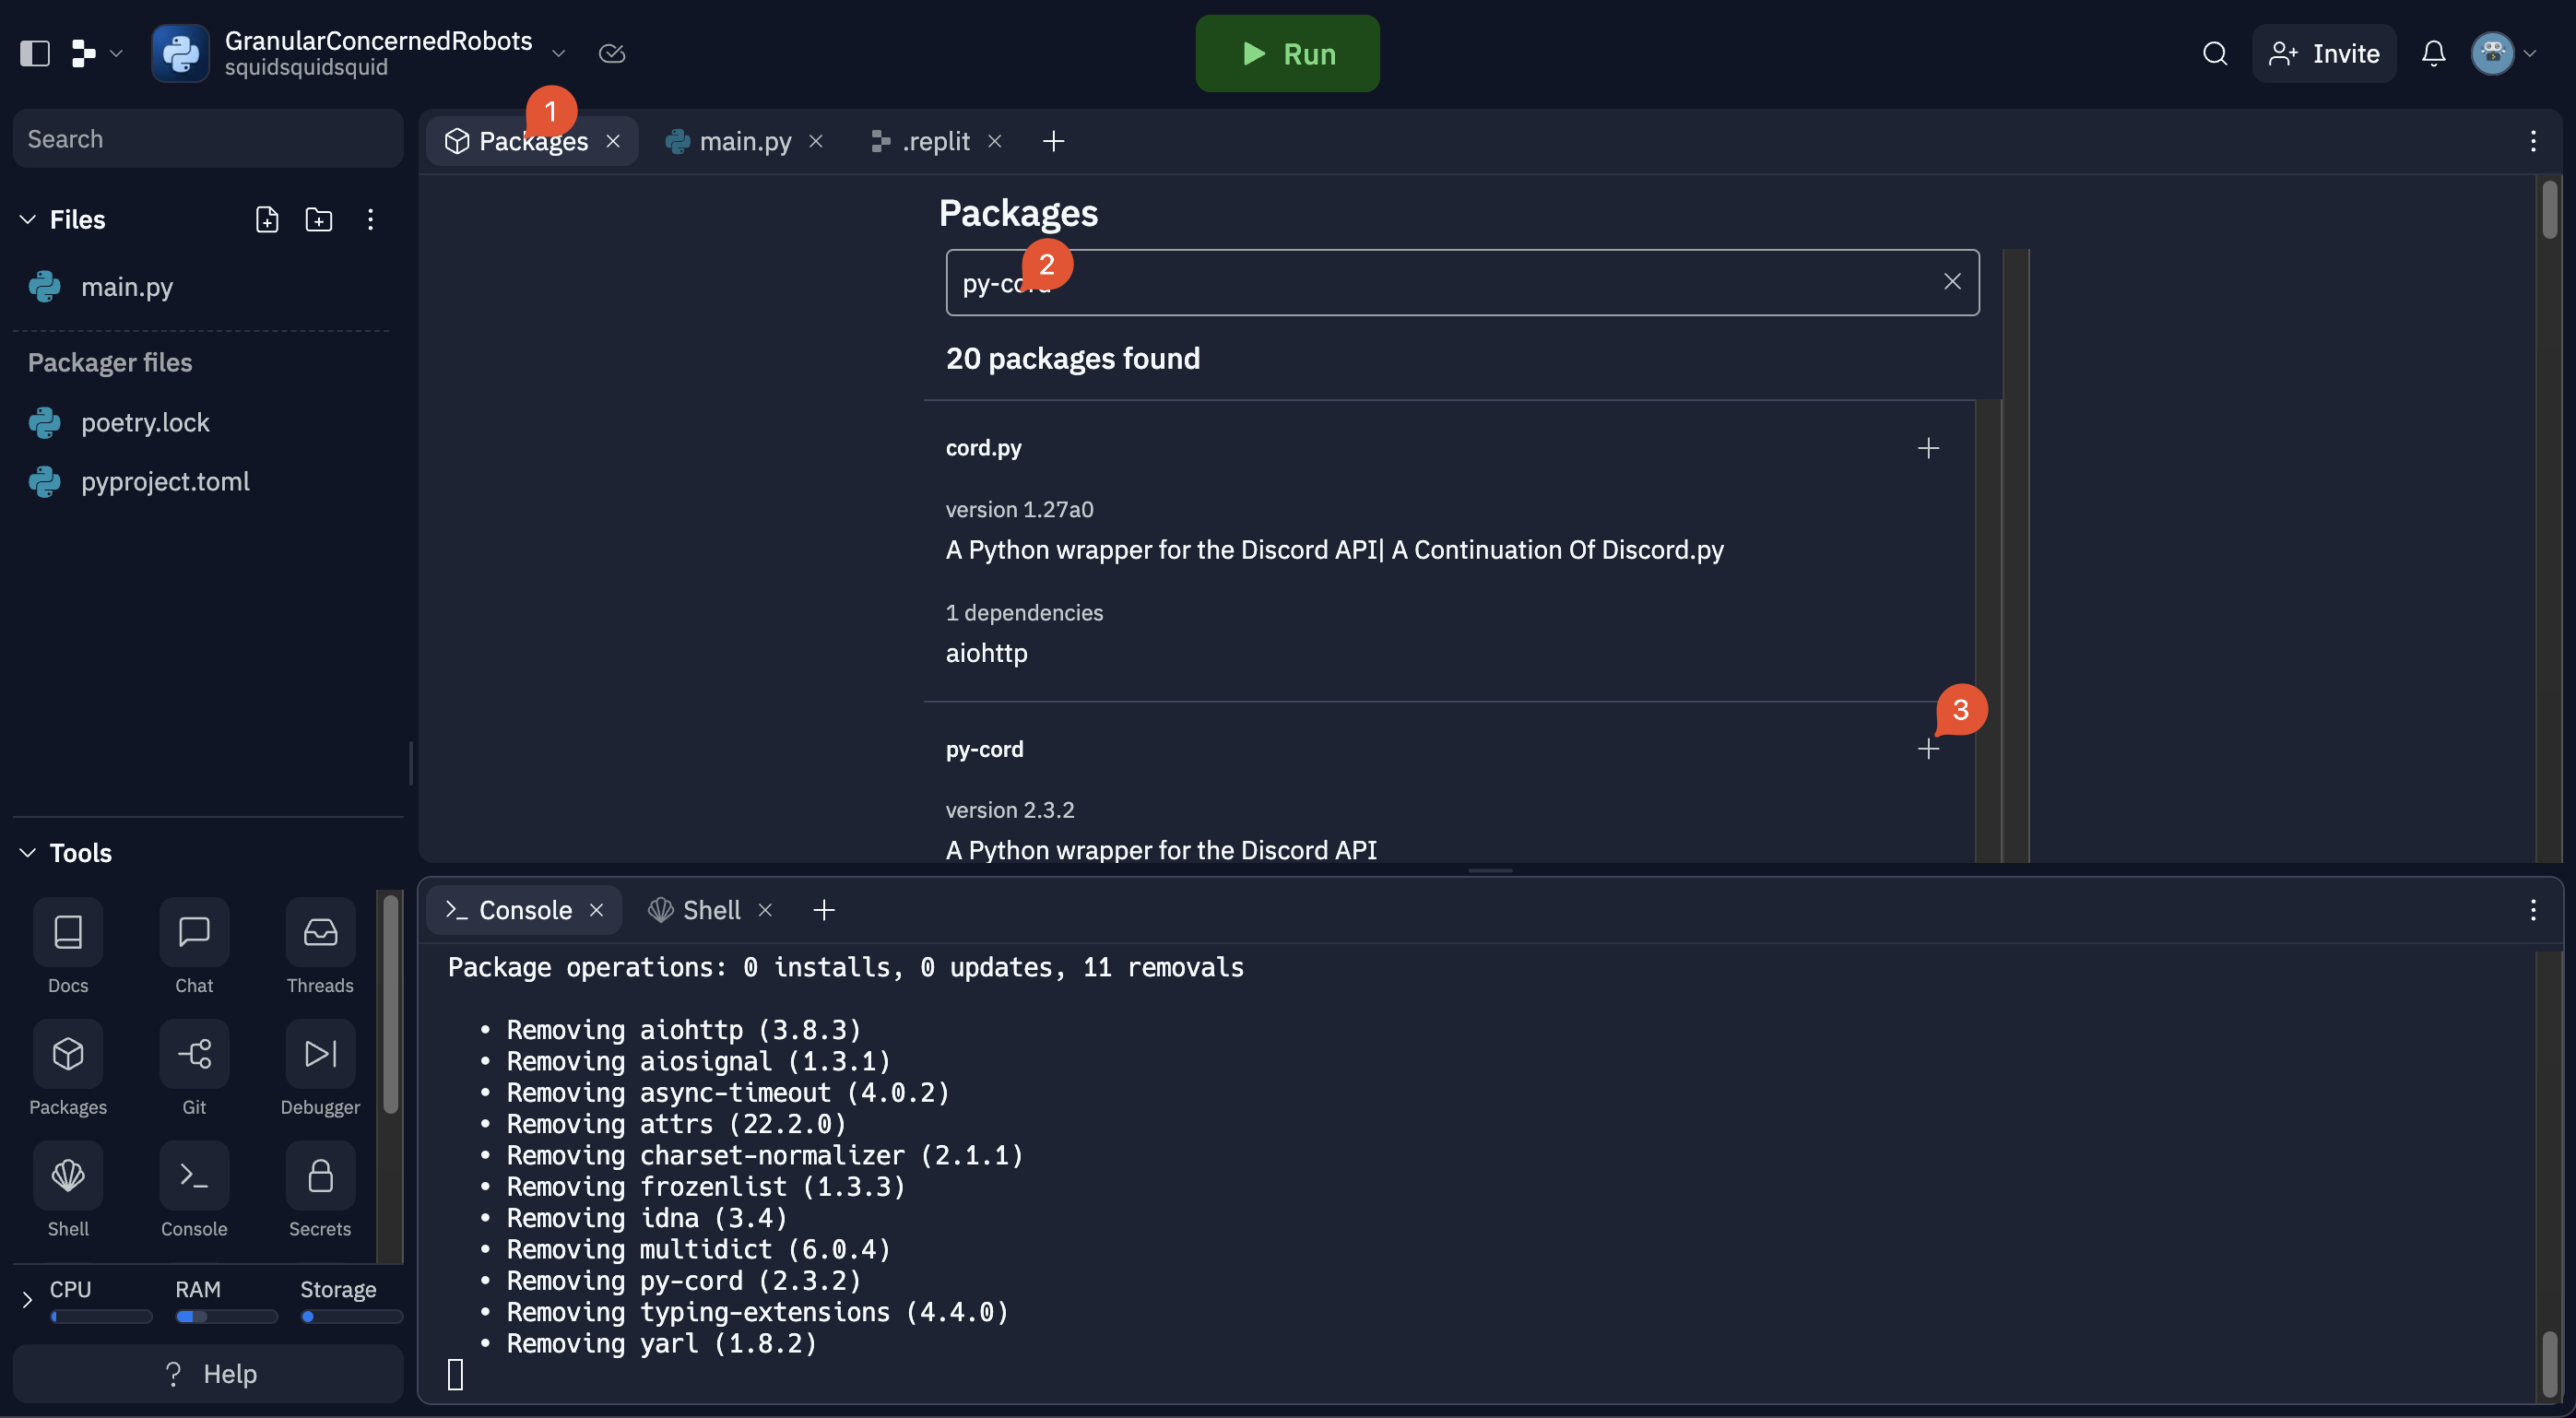 GranularConcernedRobots
squidsquidsquid
Run
Invite
Search
1
Packages
main.py
.replit
Files
main.py
Packager files
poetry.lock
pyproject.toml
Packages
2
py-cord
20 packages found
cord.py
version 1.27a0
A Python wrapper for the Discord API| A Continuation Of Discord.py
1 dependencies
aiohttp
3
py-cord
version 2.3.2
A Python wrapper for the Discord API
Tools
Docs
Chat
Threads
Packages
Git
Debugger
Shell
Console
Secrets
CPU
RAM
Storage
? Help
Console
Shell
Package operations: 0 installs, 0 updates, 11 removals
• Removing aiohttp (3.8.3)
• Removing aiosignal (1.3.1)
• Removing async-timeout (4.0.2)
• Removing attrs (22.2.0)
• Removing charset-normalizer (2.1.1)
• Removing frozenlist (1.3.3)
• Removing idna (3.4)
• Removing multidict (6.0.4)
• Removing py-cord (2.3.2)
• Removing typing-extensions (4.4.0)
• Removing yarl (1.8.2)